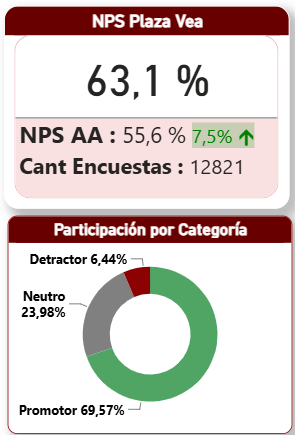 NPS Plaza Vea
63,1 %
NPS AA : 55,6 % 7,5% ↑
Cant Encuestas : 12821
Participación por Categoría
Detractor 6,44%
Neutro
23,98%
Promotor 69,57%